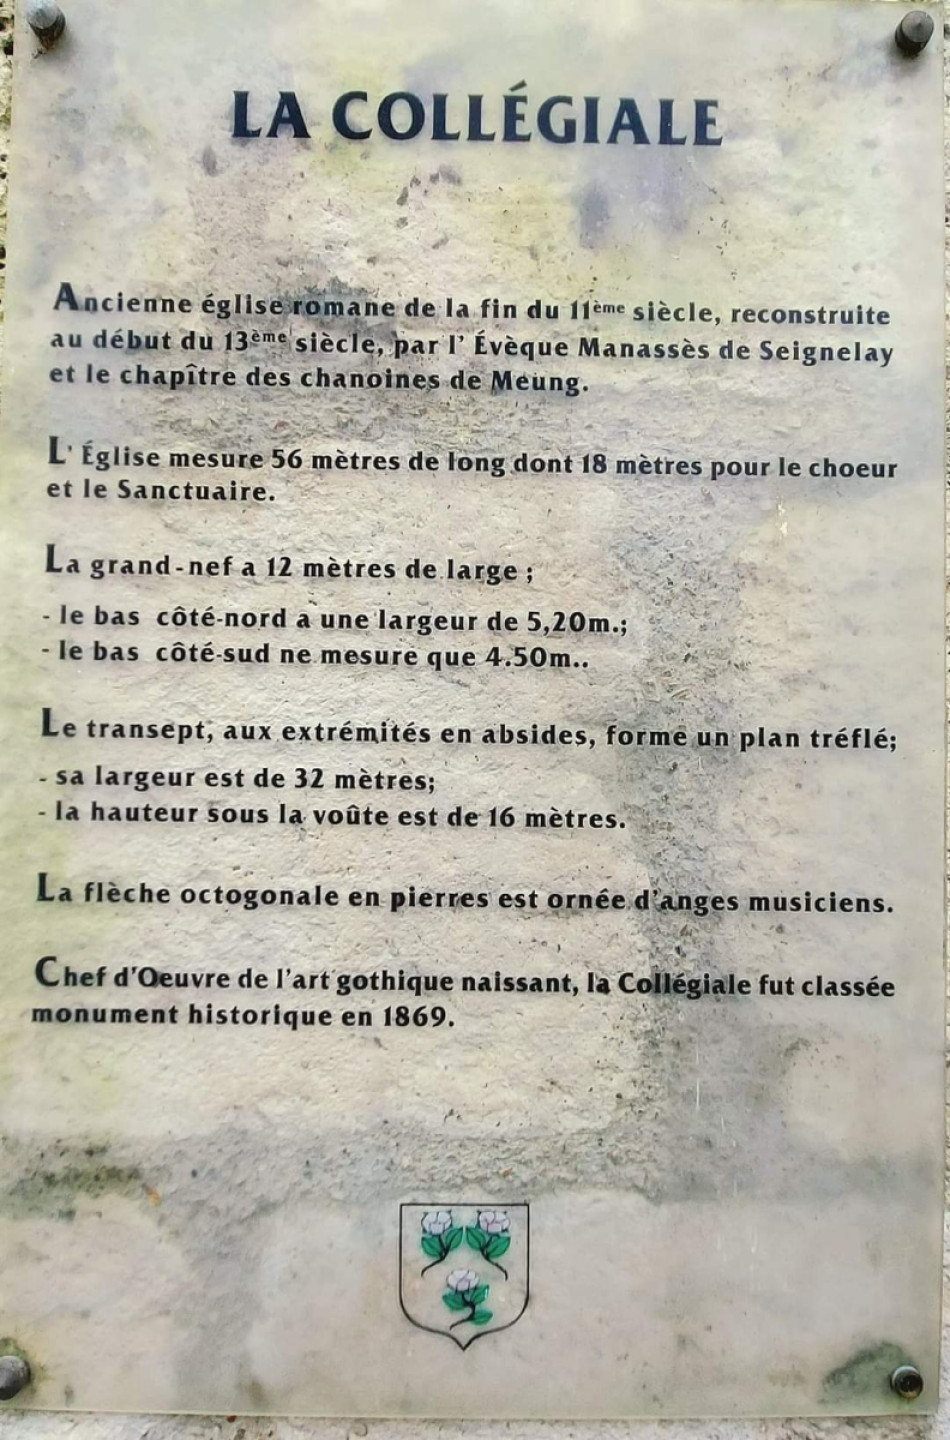 LA COLLÉGIALE
Ancienne église romane de la fin du 11ème siècle, reconstruite
au début du 13ème siècle, par l' Évèque Manassès de Seignelay
et le chapître des chanoines de Meung.
L' Église mesure 56 mètres de long dont 18 mètres pour le choeur
et le Sanctuaire.
La grand-nef a 12 mètres de large ;
- le bas côté-nord a une largeur de 5,20m.;
- le bas côté-sud ne mesure que 4.50m..
Le transept, aux extrémités en absides, forme un plan tréflé;
- sa largeur est de 32 mètres;
- la hauteur sous la voûte est de 16 mètres.
La flèche octogonale en pierres est ornée d'anges musiciens.
Chef d'Oeuvre de l'art gothique naissant, la Collégiale fut classée
monument historique en 1869.